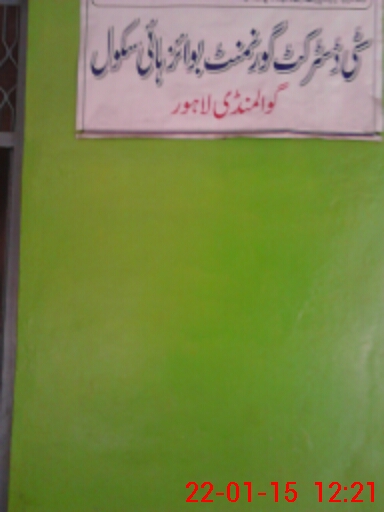 سٹی ڈسٹرکٹ گورنمنٹ بوائز ہائی سکول
گوالمنڈی لاہور
22-01-15 12:21